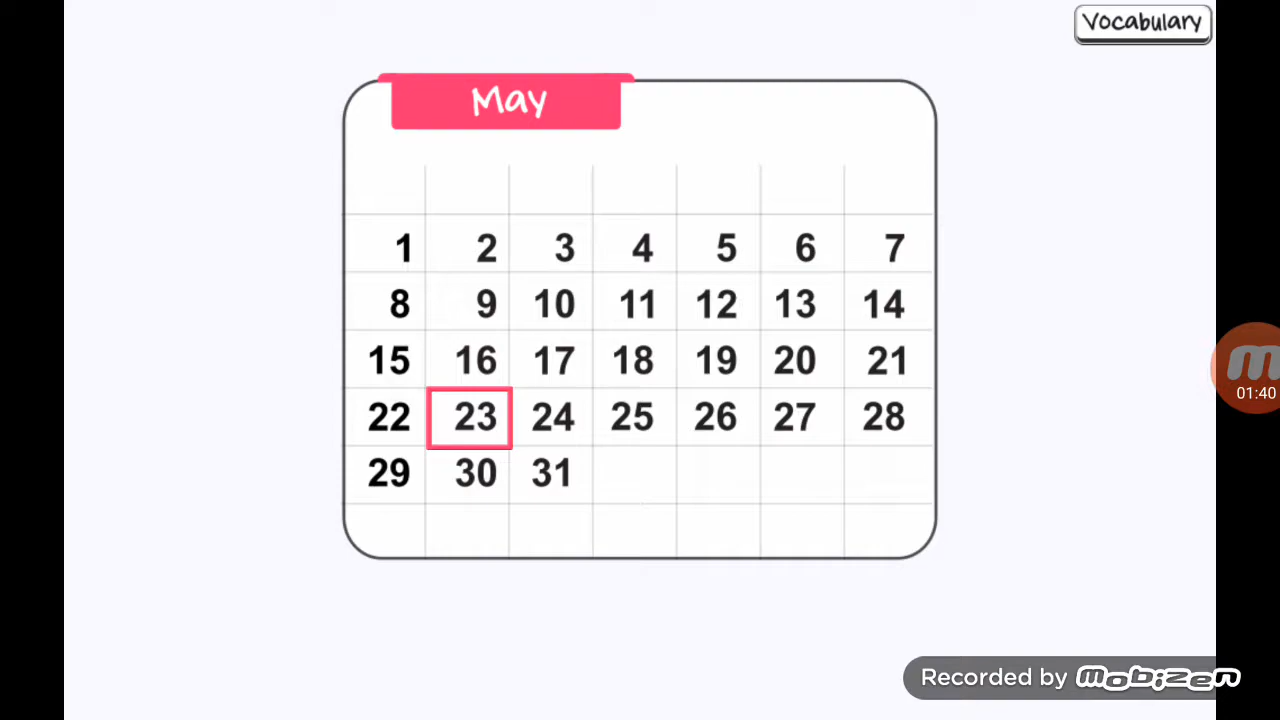 Vocabulary
May
1 2 3 4 5 6 7
8 9 10 11 12 13 14
15 16 17 18 19 20 21
22 23 24 25 26 27 28
29 30 31
01:40
Recorded by Mobizen